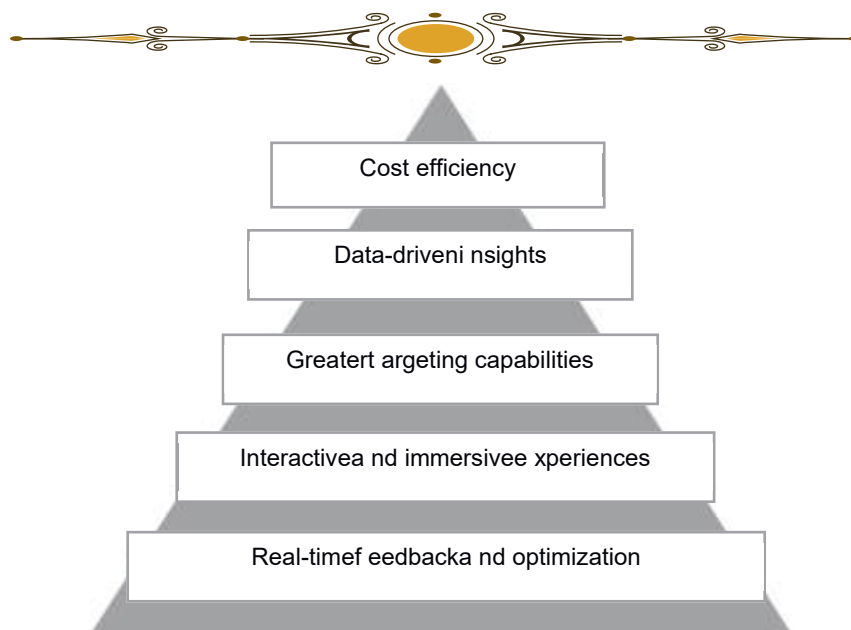 Cost efficiency
Data-driveni nsights
Greatert argeting capabilities
Interactivea nd immersivee xperiences
Real-timef eedbacka nd optimization